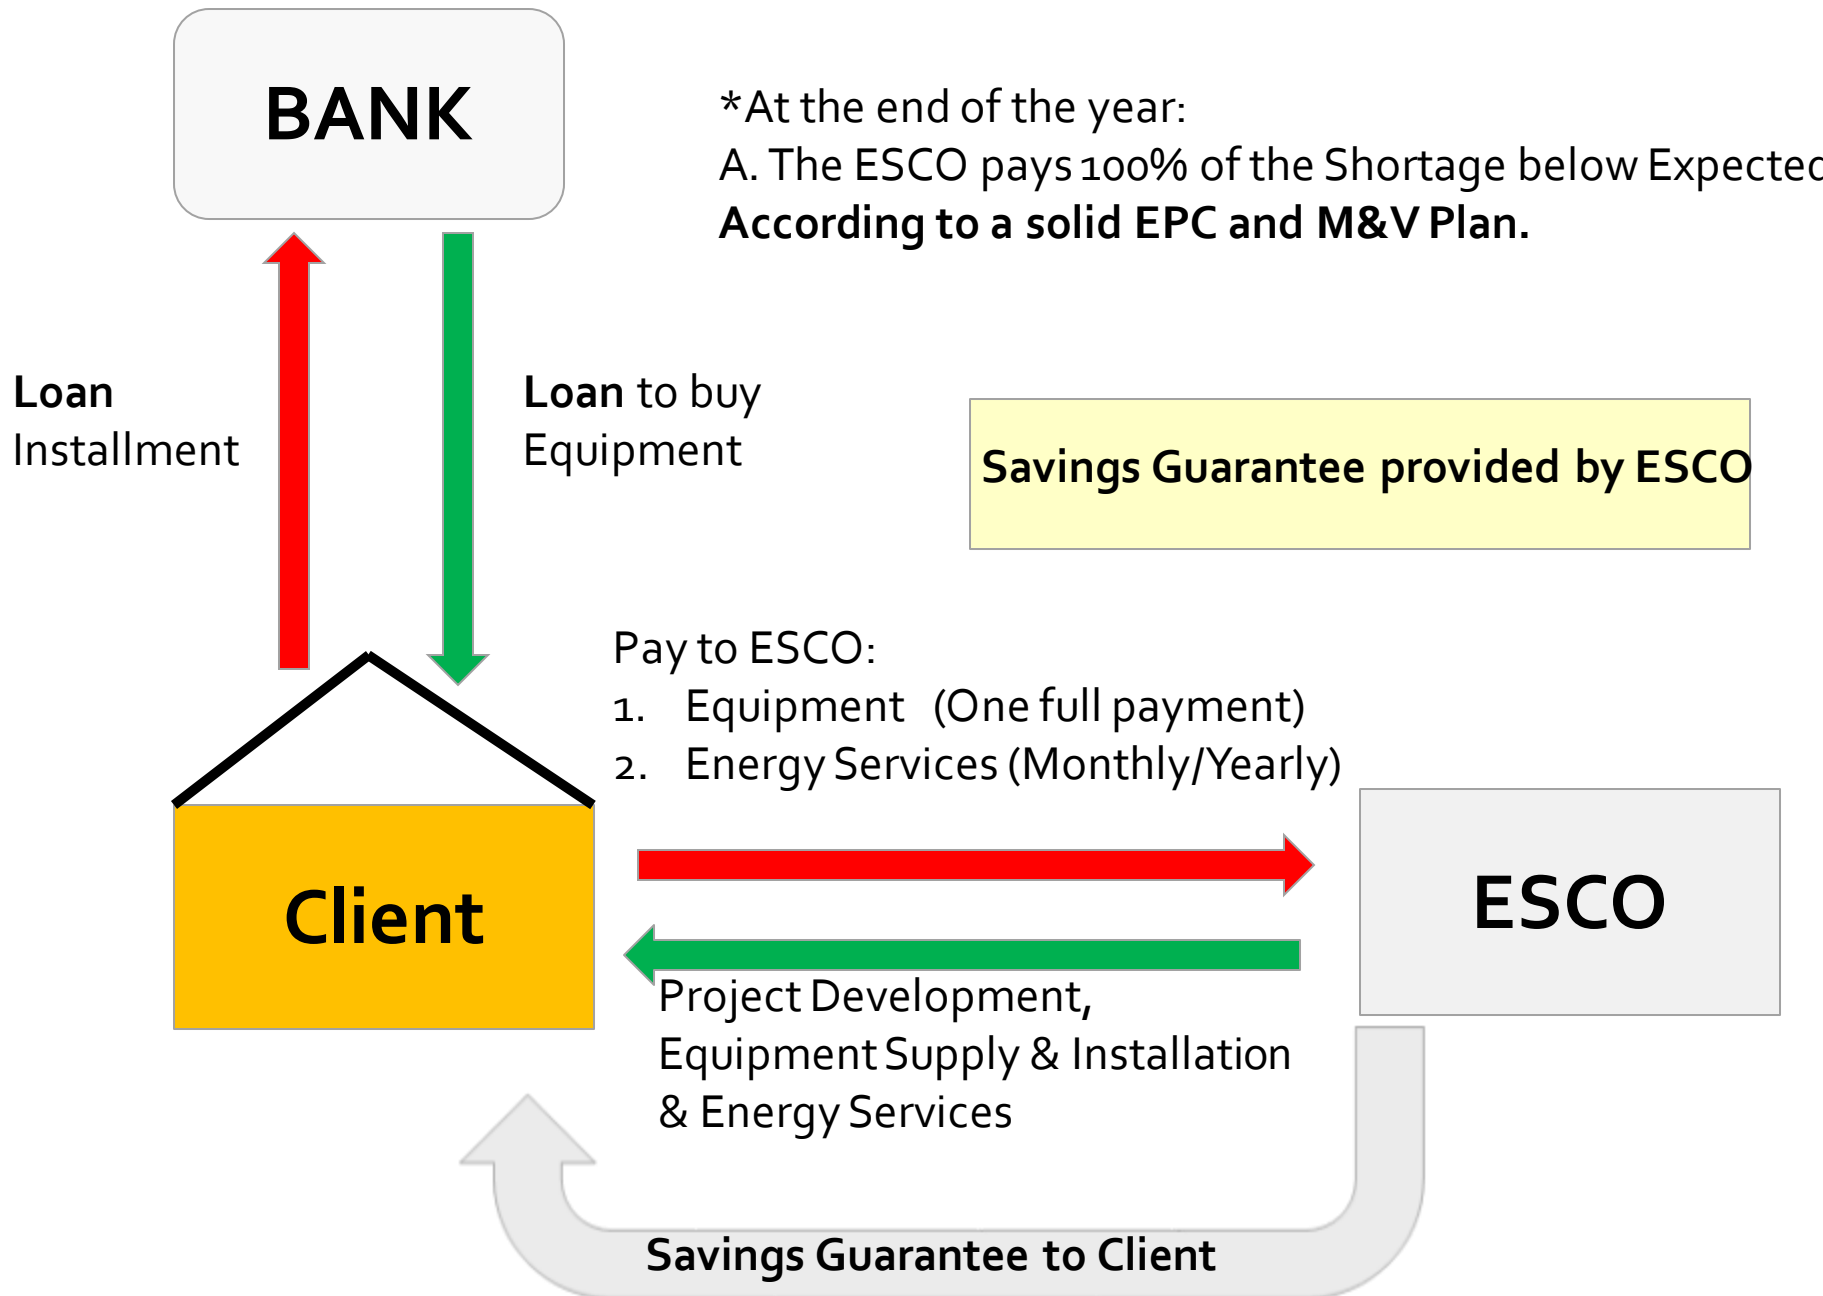 BANK
*At the end of the year:
A. The ESCO pays 100% of the Shortage below Expected
According to a solid EPC and M&V Plan.
Loan
Installment
Loan to buy
Equipment
Savings Guarantee provided by ESCO
Pay to ESCO:
1. Equipment (One full payment)
2. Energy Services (Monthly/Yearly)
Client
ESCO
Project Development,
Equipment Supply & Installation
& Energy Services
Savings Guarantee to Client